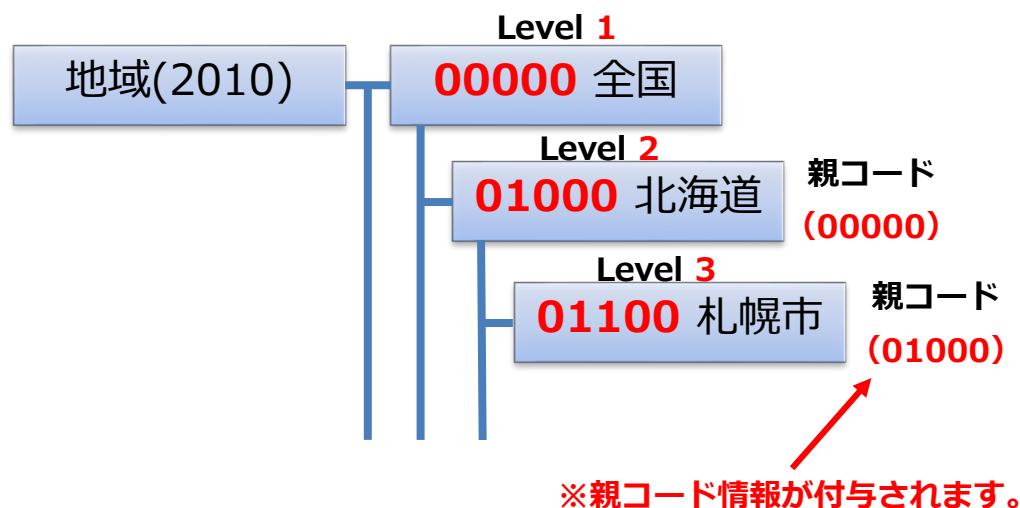 Level 1
地域(2010)
00000 全国
Level 2
01000 北海道
親コード
（00000）
Level 3
01100 札幌市
親コード
（01000）
※親コード情報が付与されます。